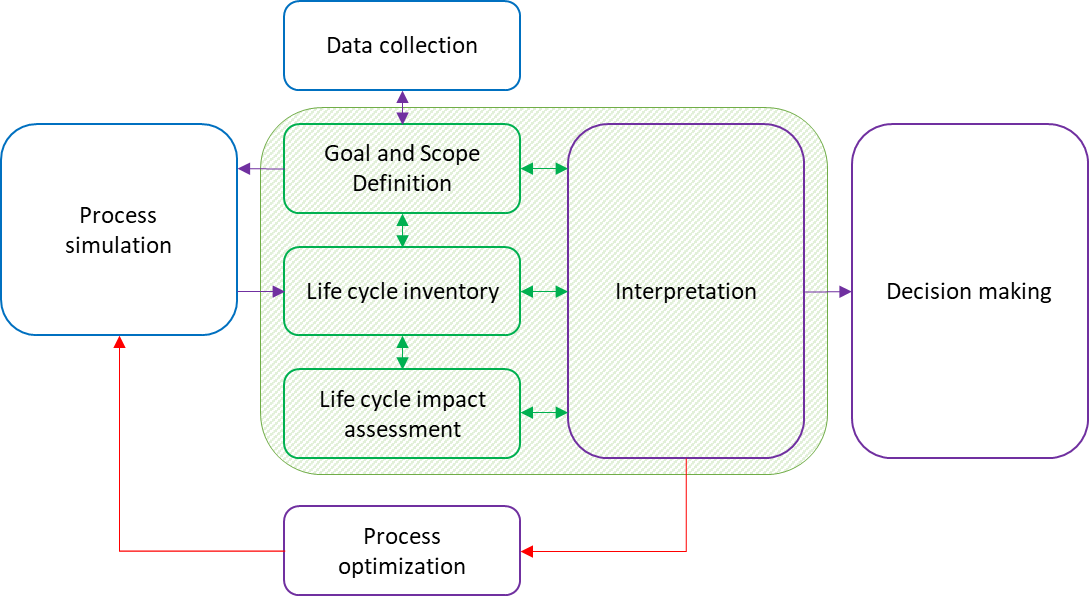 Data collection
Goal and Scope
Definition
Process
simulation
Life cycle inventory
Interpretation
Decision making
Life cycle impact
assessment
Process
optimization